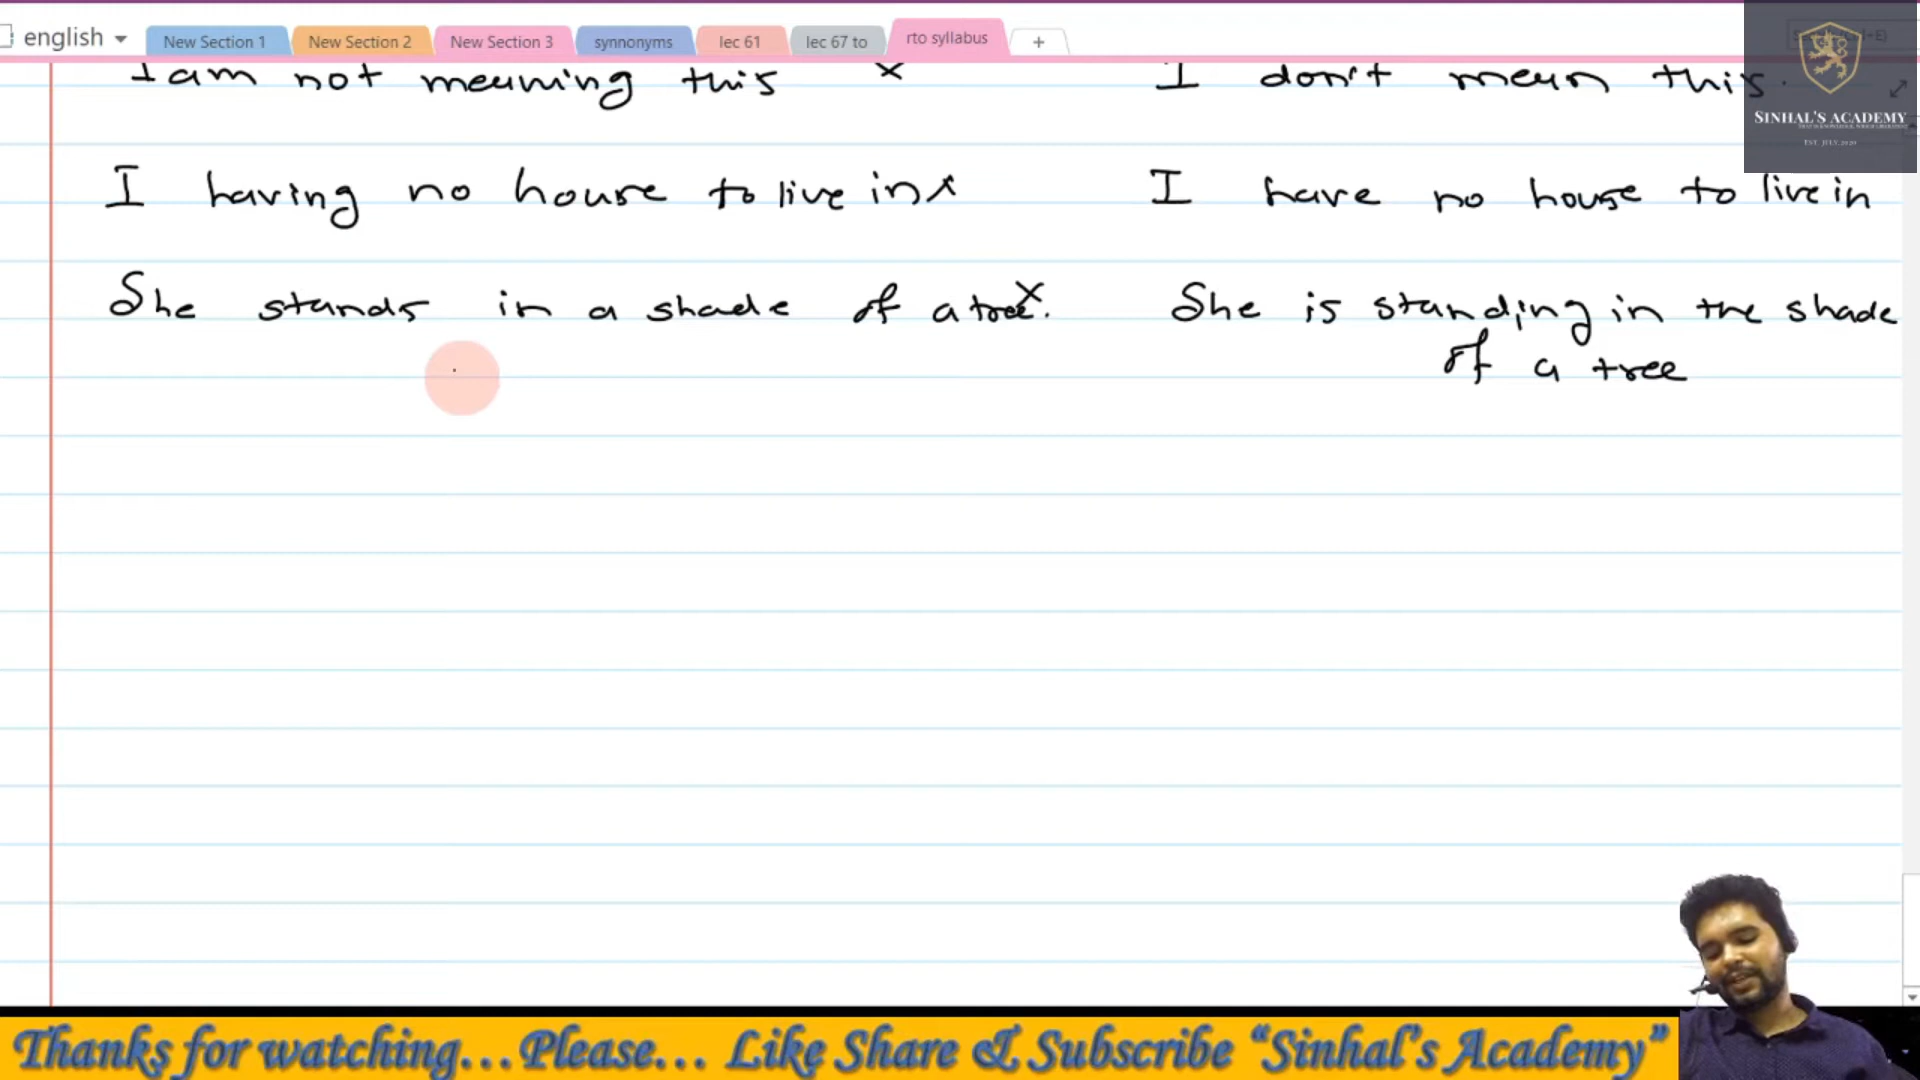 english
New Section 1
New Section 2
New Section 3
synnonyms
lec 61
lec 67 to
rto syllabus
+
SINHAL'S ACADEMY
EST. JULY, 2020
I am not meaning this x
I don't mean this.
I having no house to live in x
I have no house to live in
She stands in a shade of a tree. x
She is standing in the shade
of a tree
Thanks for watching...Please... Like Share & Subscribe "Sinhal's Academy"